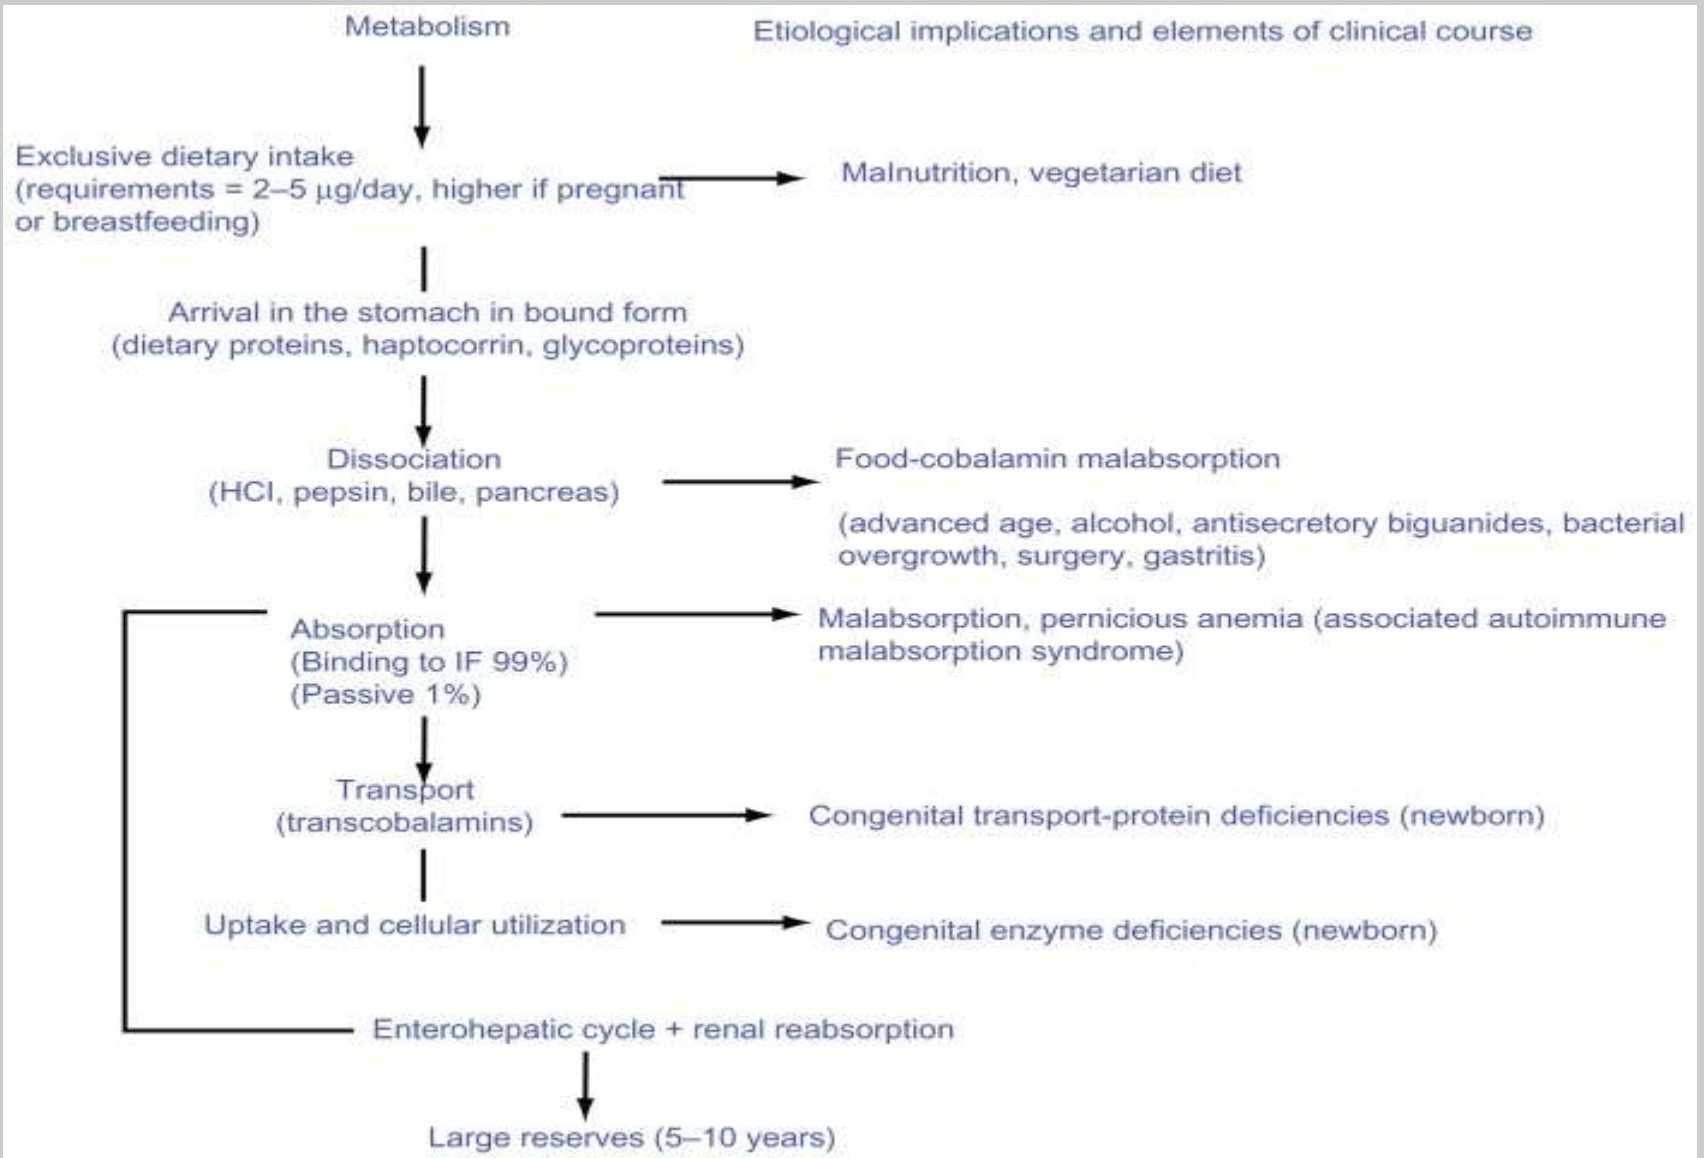 Metabolism
Etiological implications and elements of clinical course
Exclusive dietary intake
(requirements = 2–5 μg/day, higher if pregnant
or breastfeeding)
Malnutrition, vegetarian diet
Arrival in the stomach in bound form
(dietary proteins, haptocorrin, glycoproteins)
Dissociation
(HCl, pepsin, bile, pancreas)
Food-cobalamin malabsorption
(advanced age, alcohol, antisecretory biguanides, bacterial
overgrowth, surgery, gastritis)
Absorption
(Binding to IF 99%)
(Passive 1%)
Malabsorption, pernicious anemia (associated autoimmune
malabsorption syndrome)
Transport
(transcobalamins)
Congenital transport-protein deficiencies (newborn)
Uptake and cellular utilization
Congenital enzyme deficiencies (newborn)
Enterohepatic cycle + renal reabsorption
Large reserves (5–10 years)